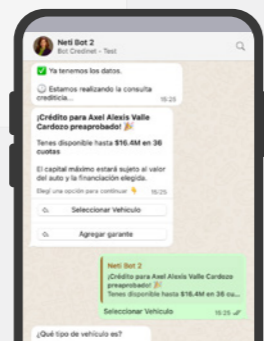 Neti Bot 2
Bot Credinet - Test
✅ Ya tenemos los datos.
Estamos realizando la consulta
crediticia... 15:25
¡Crédito para Axel Alexis Valle
Cardozo preaprobado! 🎉
Tenes disponible hasta $16.4M en 36
cuotas
El capital máximo estará sujeto al valor
del auto y la financiación elegida.
Elegí una opción para continuar 👇 15:25
Seleccionar Vehículo
Agregar garante
Neti Bot 2
¡Crédito para Axel Alexis Valle Cardozo
preaprobado! 🎉
Tenes disponible hasta $16.4M en 36 cu...
Seleccionar Vehículo 15:25
¿Qué tipo de vehículo es?